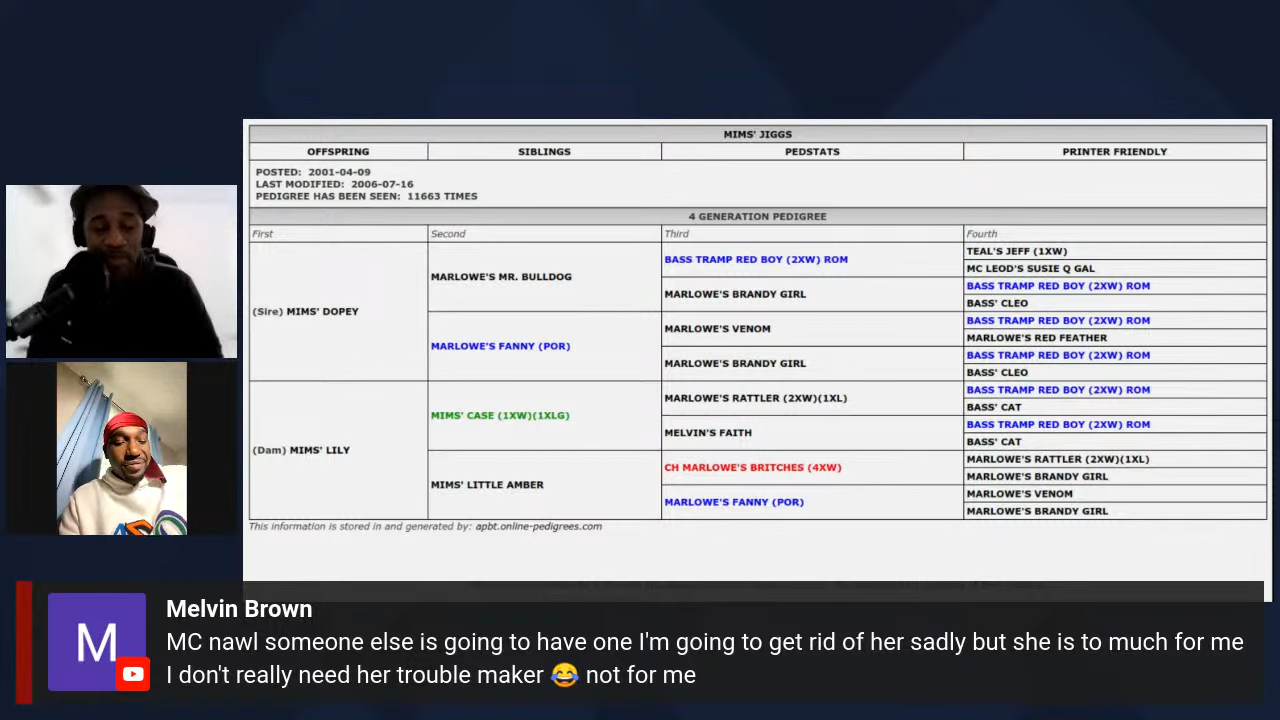 MIMS' JIGGS
OFFSPRING SIBLINGS PEDSTATS PRINTER FRIENDLY
POSTED: 2001-04-09
LAST MODIFIED: 2006-07-16
PEDIGREE HAS BEEN SEEN: 11663 TIMES
4 GENERATION PEDIGREE
First Second Third Fourth
(Sire) MIMS' DOPEY
MARLOWE'S MR. BULLDOG
MARLOWE'S FANNY (POR)
BASS TRAMP RED BOY (2XW) ROM
MARLOWE'S BRANDY GIRL
MARLOWE'S VENOM
MARLOWE'S BRANDY GIRL
TEAL'S JEFF (1XW)
MC LEOD'S SUSIE Q GAL
BASS TRAMP RED BOY (2XW) ROM
BASS' CLEO
BASS TRAMP RED BOY (2XW) ROM
MARLOWE'S RED FEATHER
BASS TRAMP RED BOY (2XW) ROM
BASS' CLEO
(Dam) MIMS' LILY
MIMS' CASE (1XW)(1XLG)
MIMS' LITTLE AMBER
MARLOWE'S RATTLER (2XW)(1XL)
MELVIN'S FAITH
CH MARLOWE'S BRITCHES (4XW)
MARLOWE'S FANNY (POR)
BASS TRAMP RED BOY (2XW) ROM
BASS' CAT
BASS TRAMP RED BOY (2XW) ROM
BASS' CAT
MARLOWE'S RATTLER (2XW)(1XL)
MARLOWE'S BRANDY GIRL
MARLOWE'S VENOM
MARLOWE'S BRANDY GIRL
This information is stored in and generated by: apbt.online-pedigrees.com
M
Melvin Brown
MC nawl someone else is going to have one I'm going to get rid of her sadly but she is to much for me
I don't really need her trouble maker 😂 not for me